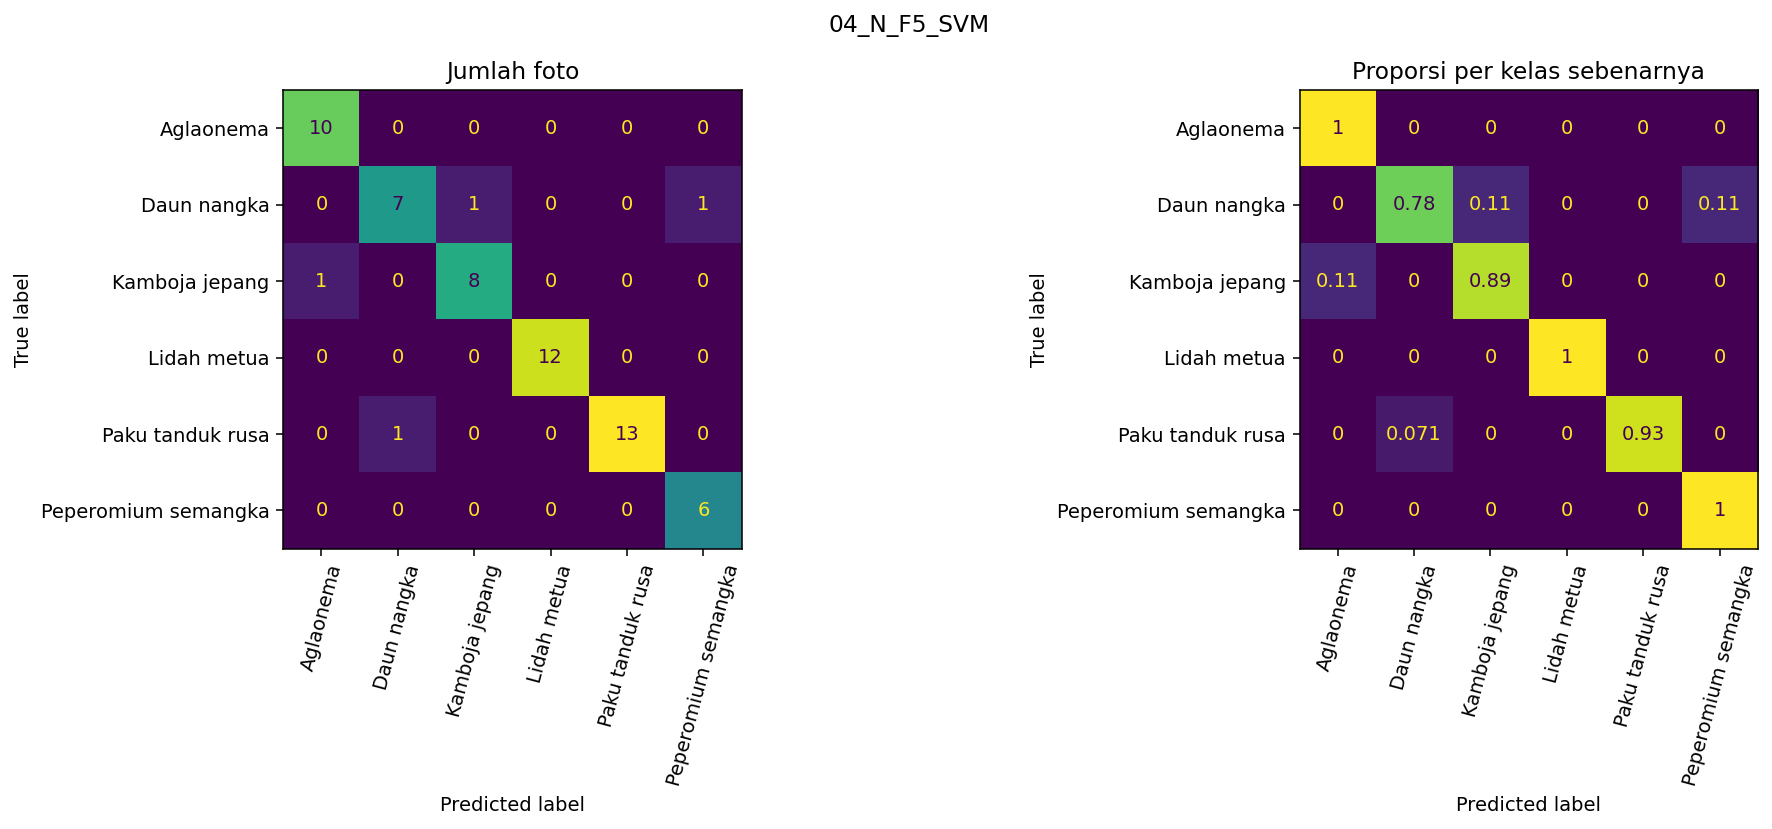 04_N_F5_SVM
Jumlah foto
True label
Aglaonema 10 0 0 0 0 0
Daun nangka 0 7 1 0 0 1
Kamboja jepang 1 0 8 0 0 0
Lidah metua 0 0 0 12 0 0
Paku tanduk rusa 0 1 0 0 13 0
Peperomium semangka 0 0 0 0 0 6
Aglaonema
Daun nangka
Kamboja jepang
Lidah metua
Paku tanduk rusa
Peperomium semangka
Predicted label
Proporsi per kelas sebenarnya
True label
Aglaonema 1 0 0 0 0 0
Daun nangka 0 0.78 0.11 0 0 0.11
Kamboja jepang 0.11 0 0.89 0 0 0
Lidah metua 0 0 0 1 0 0
Paku tanduk rusa 0 0.071 0 0 0.93 0
Peperomium semangka 0 0 0 0 0 1
Aglaonema
Daun nangka
Kamboja jepang
Lidah metua
Paku tanduk rusa
Peperomium semangka
Predicted label